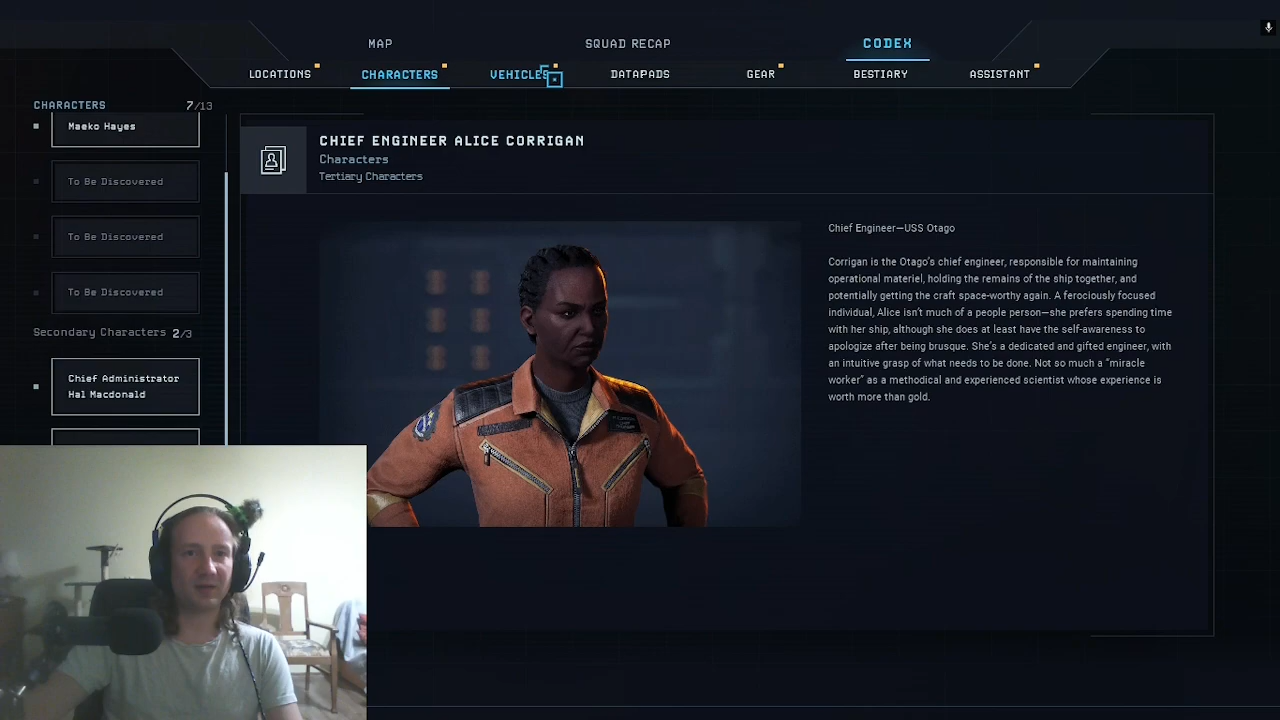 MAP
SQUAD RECAP
CODEX
LOCATIONS
CHARACTERS
VEHICLES
DATAPADS
GEAR
BESTIARY
ASSISTANT
CHARACTERS 7/13
Maeko Hayes
To Be Discovered
To Be Discovered
To Be Discovered
Secondary Characters 2/3
Chief Administrator
Hal Macdonald
CHIEF ENGINEER ALICE CORRIGAN
Characters
Tertiary Characters
Chief Engineer—USS Otago
Corrigan is the Otago's chief engineer, responsible for maintaining
operational materiel, holding the remains of the ship together, and
potentially getting the craft space-worthy again. A ferociously focused
individual, Alice isn't much of a people person—she prefers spending time
with her ship, although she does at least have the self-awareness to
apologize after being brusque. She's a dedicated and gifted engineer, with
an intuitive grasp of what needs to be done. Not so much a "miracle
worker" as a methodical and experienced scientist whose experience is
worth more than gold.